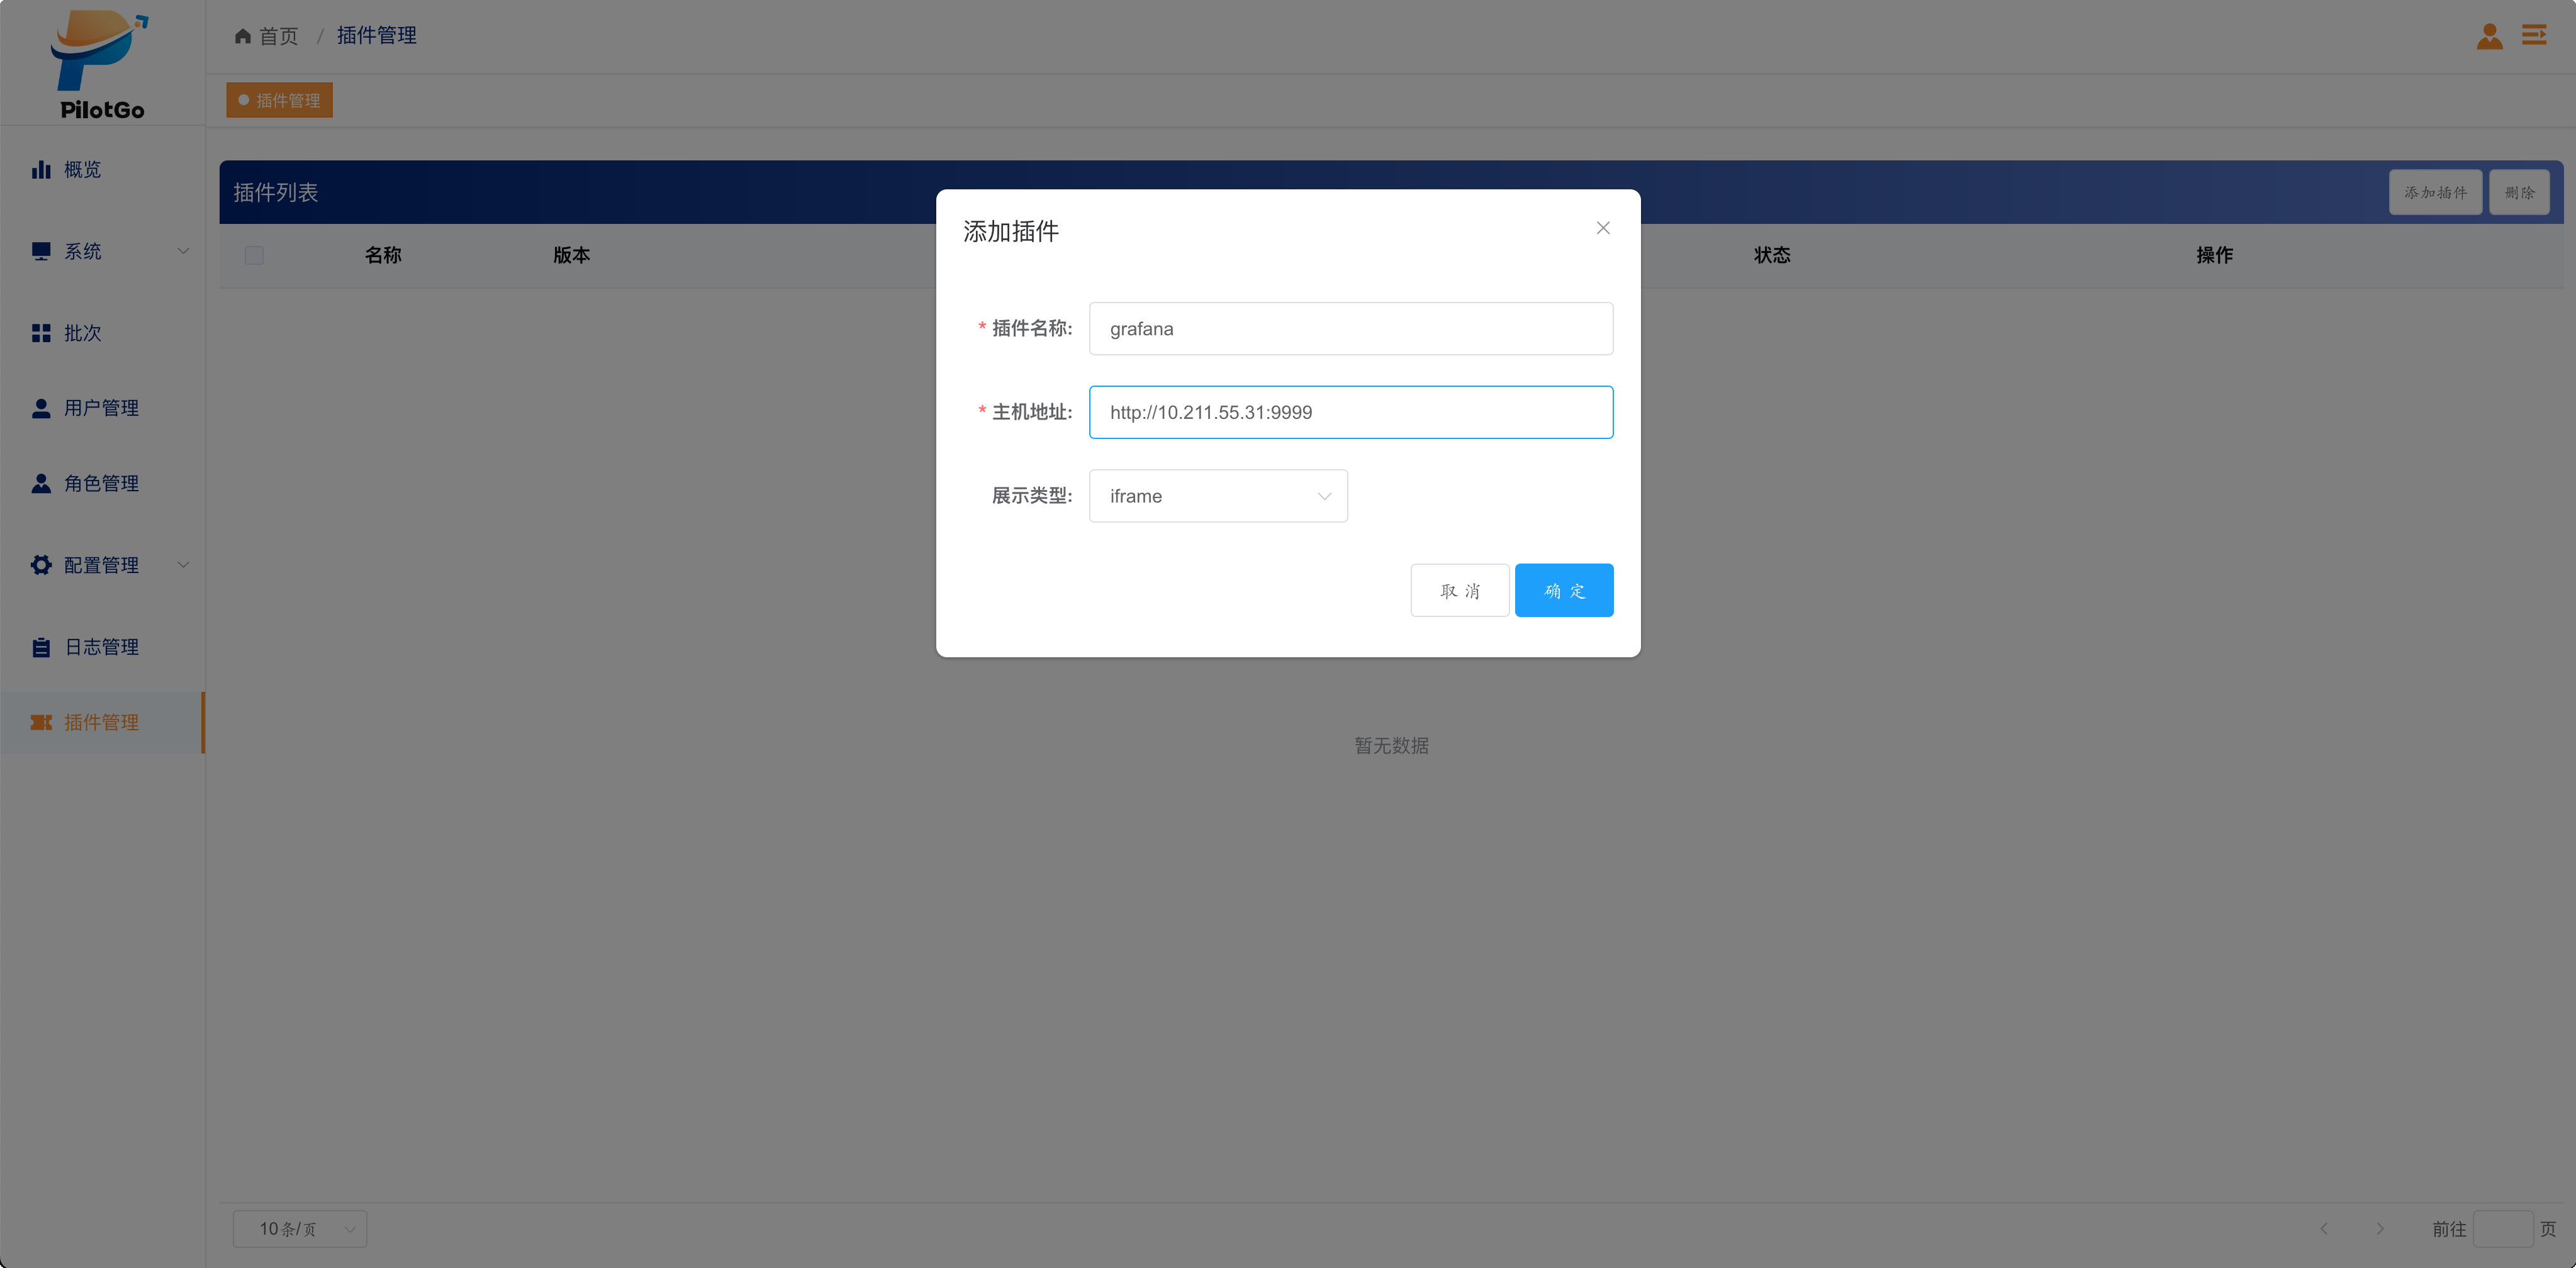 PilotGo
首页 / 插件管理
插件管理
概览
系统
批次
用户管理
角色管理
配置管理
日志管理
插件管理
插件列表
添加插件 删除
名称 版本 状态 操作
添加插件
* 插件名称: grafana
* 主机地址: http://10.211.55.31:9999
展示类型: iframe
取消 确定
暂无数据
10条/页
前往 页